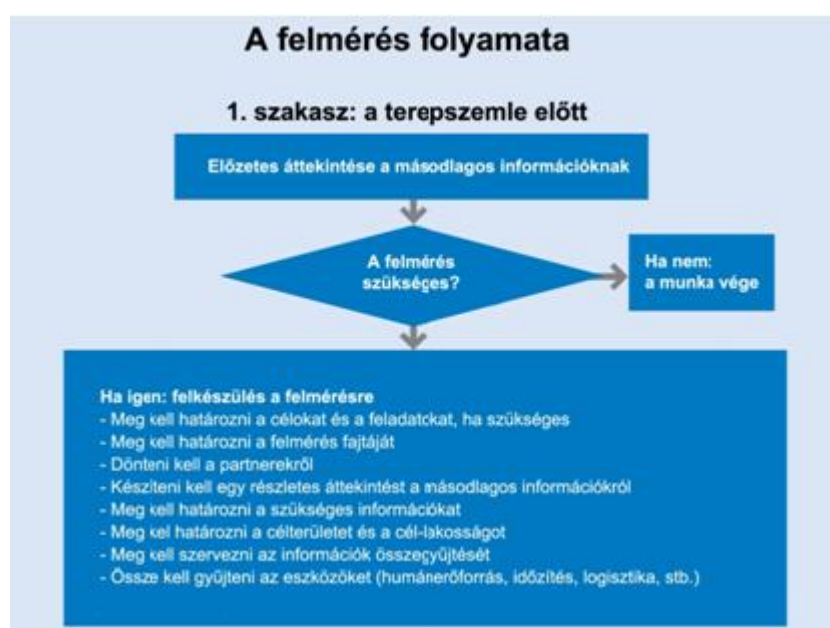 A felmérés folyamata
1. szakasz: a terepszemle előtt
Előzetes áttekintése a másodlagos információknak
A felmérés
szükséges?
Ha nem:
a munka vége
Ha igen: felkészülés a felmérésre
- Meg kell határozni a célokat és a feladatokat, ha szükséges
- Meg kell határozni a felmérés fajtáját
- Dönteni kell a partnerekről
- Készíteni kell egy részletes áttekintést a másodlagos információkról
- Meg kell határozni a szükséges információkat
- Meg kel határozni a célterületet és a cél-lakosságot
- Meg kell szervezni az információk összegyűjtését
- Össze kell gyűjteni az eszközöket (humánerőforrás, időzítés, logisztika, stb.)